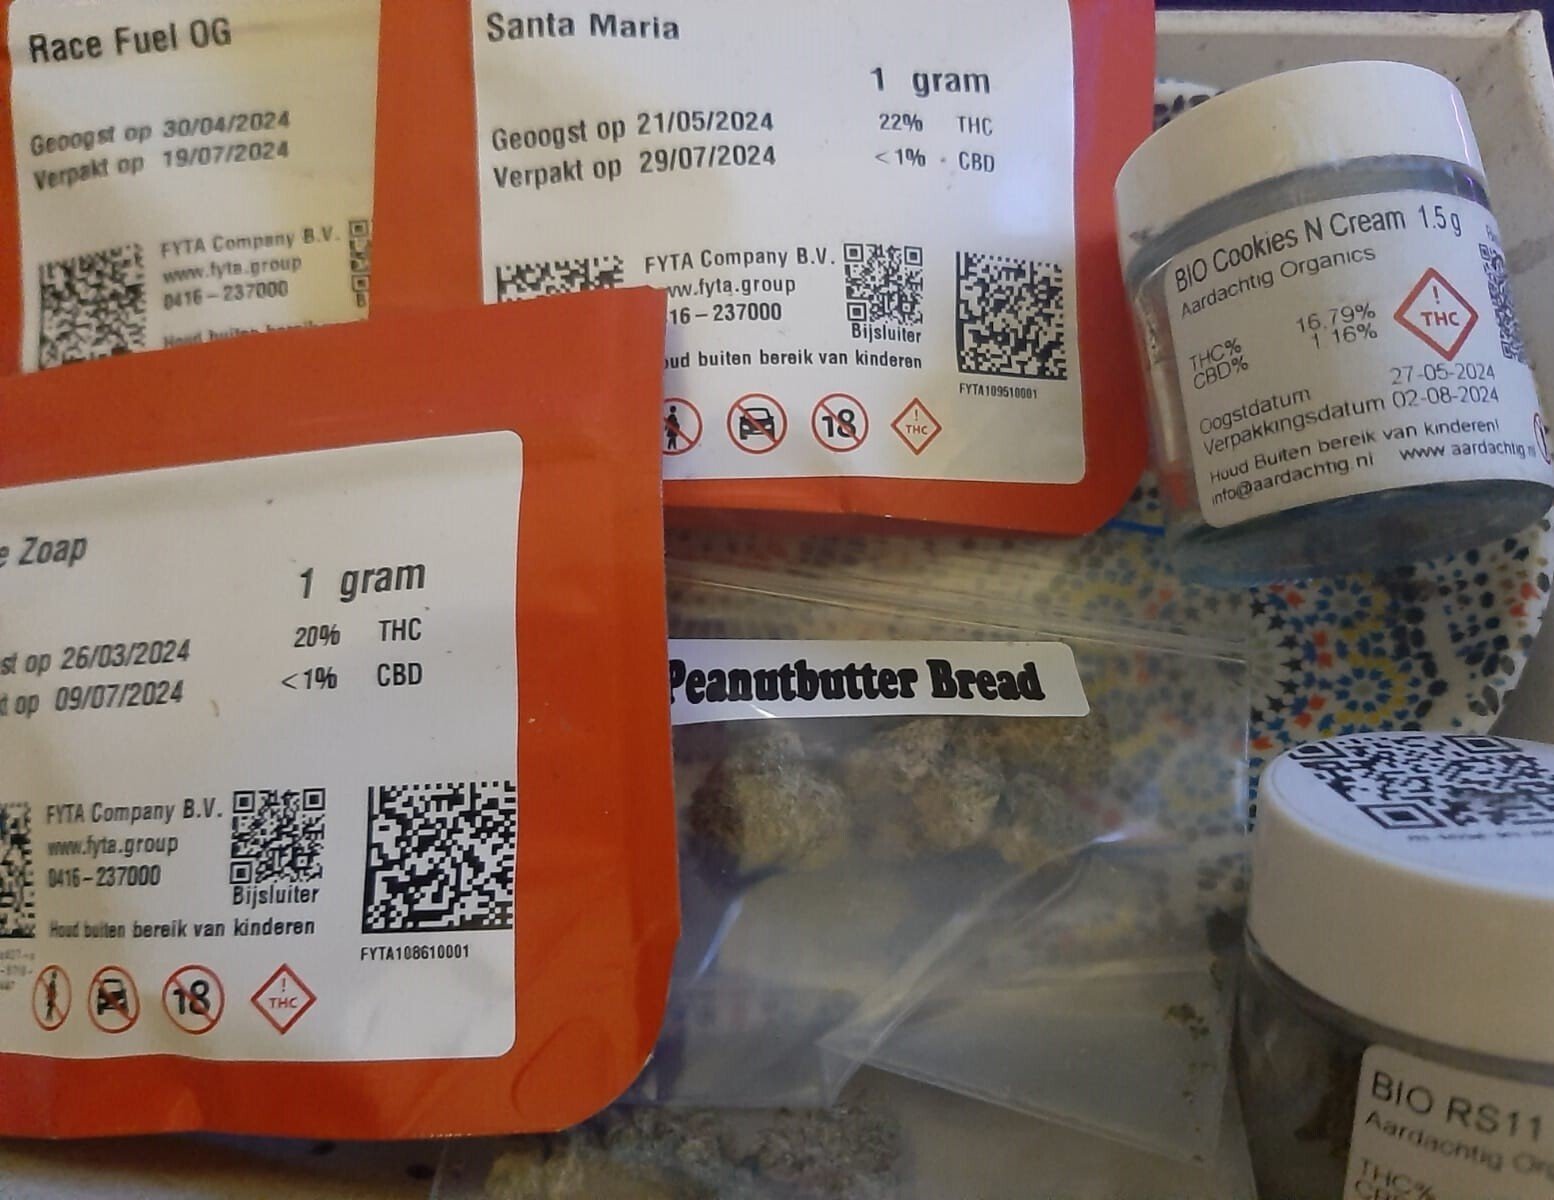 Race Fuel OG
Geoogst op 30/04/2024
Verpakt op 19/07/2024
FYTA Company B.V.
www.fyta.group
0416-237000
Houd buiten
Santa Maria
1 gram
Geoogst op 21/05/2024
22% THC
Verpakt op 29/07/2024
<1% CBD
FYTA Company B.V.
ww.fyta.group
16-237000
Bijsluiter
oud buiten bereik van kinderen
FYTA109510001
18
!
THC
BIO Cookies N Cream 1.5g
Aardachtig Organics
!
THC
THC% 16.79%
CBD% 1 16%
Oogstdatum 27-05-2024
Verpakkingsdatum 02-08-2024
Houd Buiten bereik van kinderen!
info@aardachtig.nl www aardachtig.n
e Zoap
1 gram
20% THC
st op 26/03/2024
<1% CBD
t op 09/07/2024
FYTA Company B.V.
www.fyta.group
0416-237000
Bijsluiter
Houd buiten bereik van kinderen
FYTA108610001
18
!
THC
Peanutbutter Bread
BIO RS11
Aardachtig Org
THC%